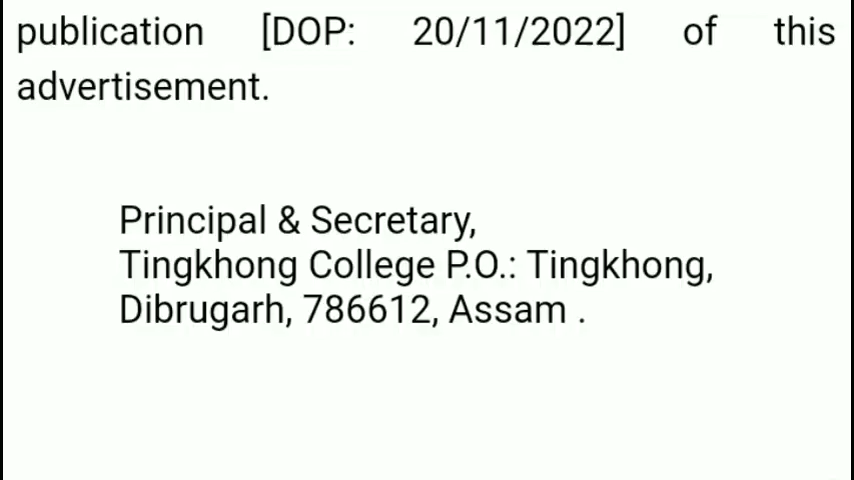 publication [DOP: 20/11/2022] of this
advertisement.
Principal & Secretary,
Tingkhong College P.O.: Tingkhong,
Dibrugarh, 786612, Assam .